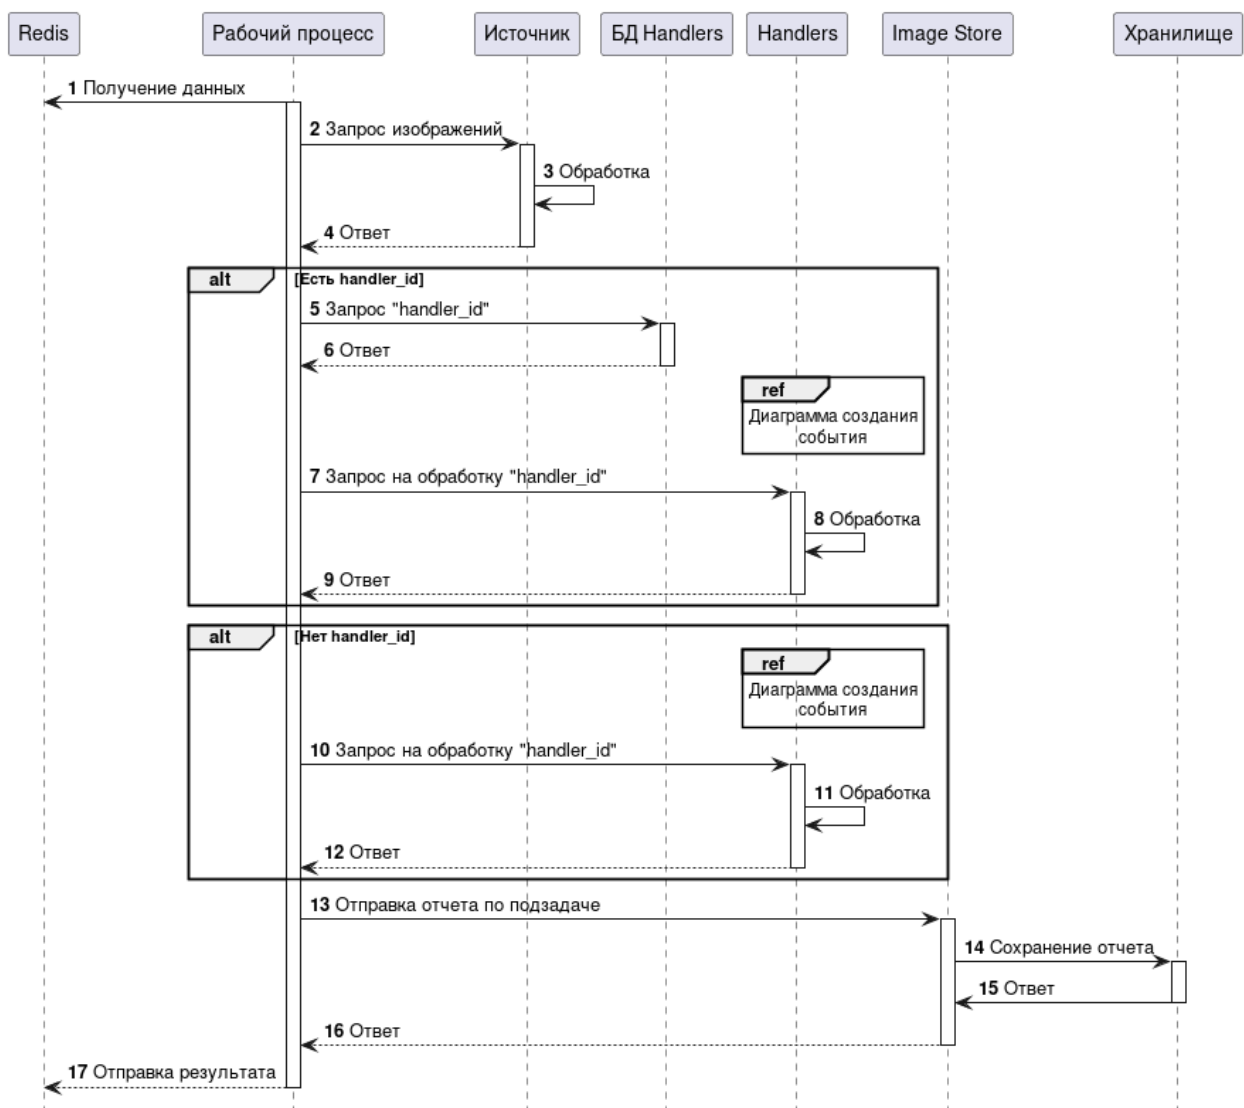 Redis
Рабочий процесс
Источник
БД Handlers
Handlers
Image Store
Хранилище
1 Получение данных
2 Запрос изображений
3 Обработка
4 Ответ
alt
[Есть handler_id]
5 Запрос "handler_id"
6 Ответ
ref
Диаграмма создания
события
7 Запрос на обработку "handler_id"
8 Обработка
9 Ответ
alt
[Нет handler_id]
ref
Диаграмма создания
события
10 Запрос на обработку "handler_id"
11 Обработка
12 Ответ
13 Отправка отчета по подзадаче
14 Сохранение отчета
15 Ответ
16 Ответ
17 Отправка результата